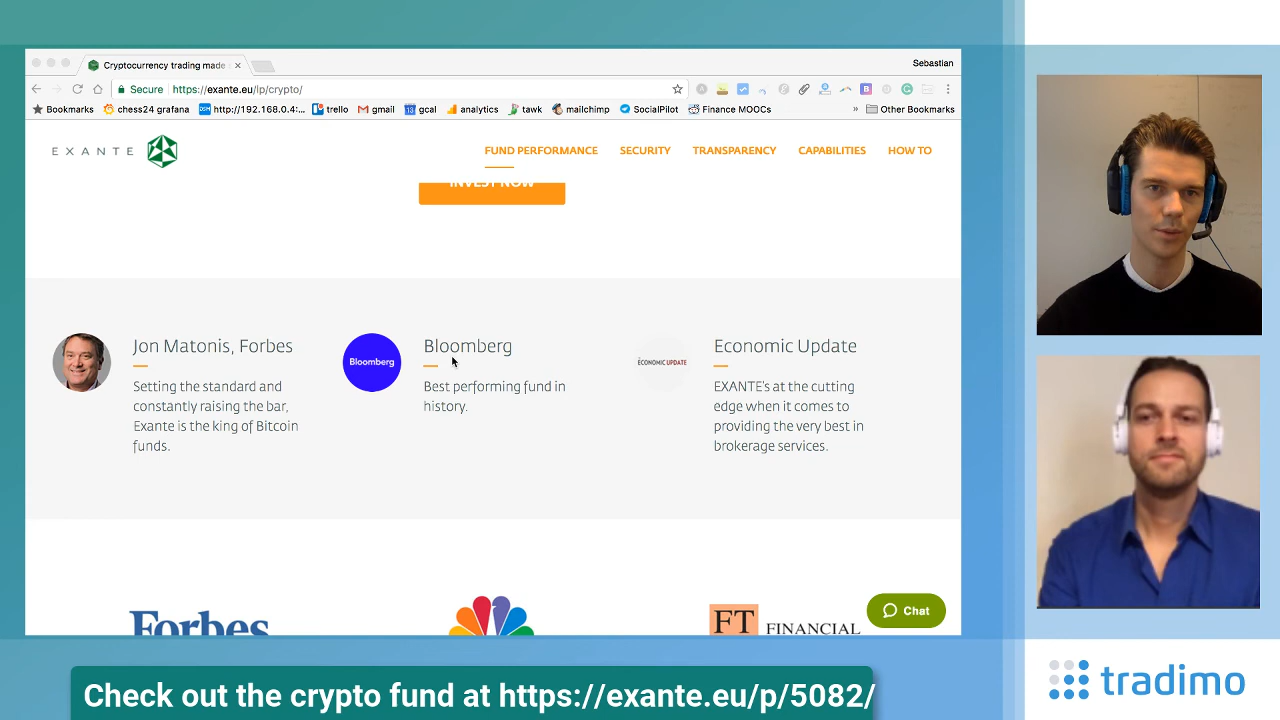 Cryptocurrency trading made
Sebastian
Secure https://exante.eu/lp/crypto/
Bookmarks chess24 grafana http://192.168.0.4:... trello gmail gcal analytics tawk mailchimp SocialPilot Finance MOOCs » Other Bookmarks
EXANTE
FUND PERFORMANCE SECURITY TRANSPARENCY CAPABILITIES HOW TO
INVEST NOW
Jon Matonis, Forbes
Setting the standard and
constantly raising the bar,
Exante is the king of Bitcoin
funds.
Bloomberg
Bloomberg
Best performing fund in
history.
ECONOMIC UPDATE
Economic Update
EXANTE's at the cutting
edge when it comes to
providing the very best in
brokerage services.
Forbes
FT FINANCIAL
Chat
Check out the crypto fund at https://exante.eu/p/5082/
tradimo